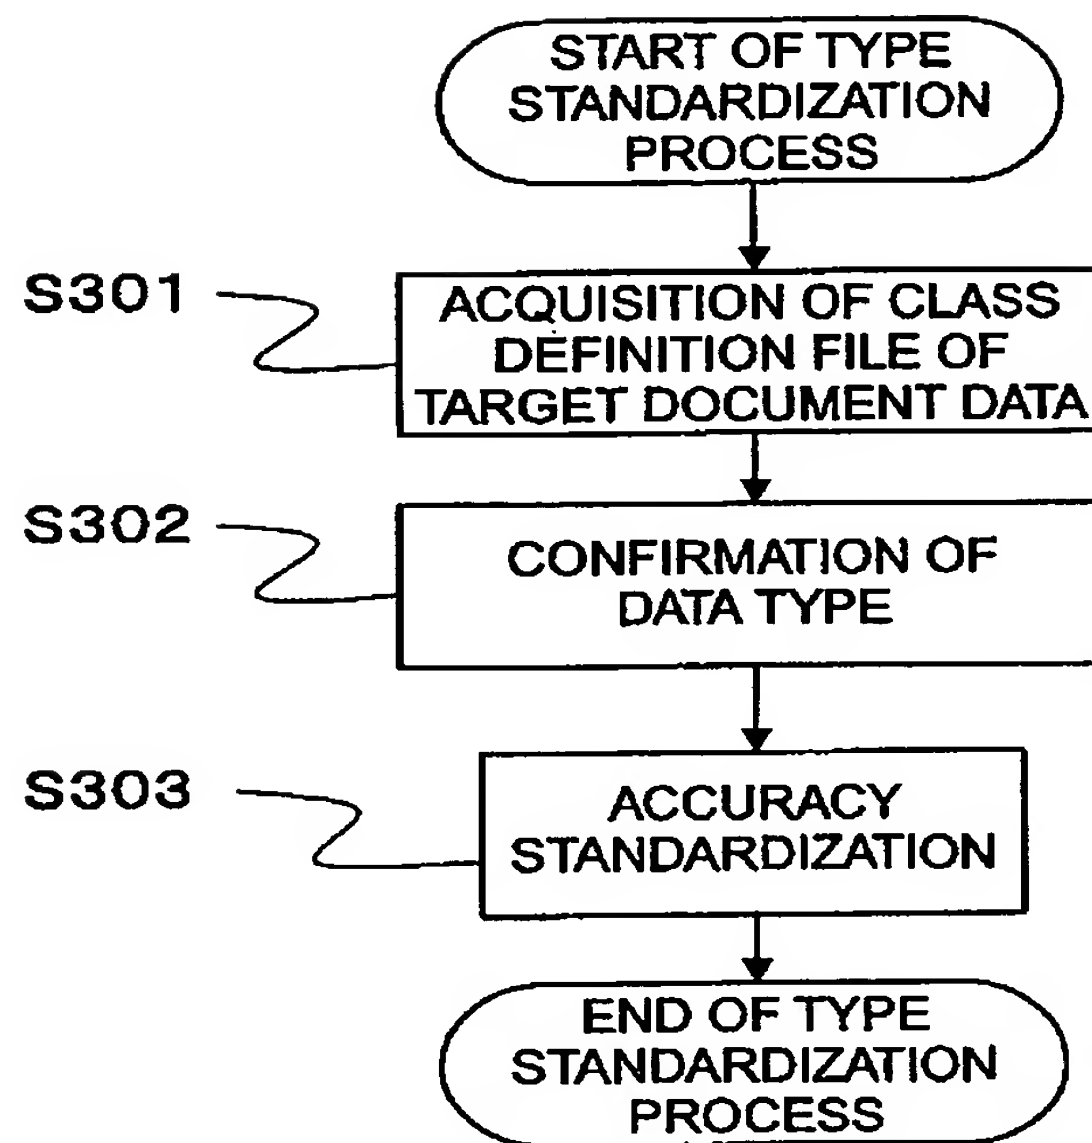 START OF TYPE
STANDARDIZATION
PROCESS
S301
ACQUISITION OF CLASS
DEFINITION FILE OF
TARGET DOCUMENT DATA
S302
CONFIRMATION OF
DATA TYPE
S303
ACCURACY
STANDARDIZATION
END OF TYPE
STANDARDIZATION
PROCESS